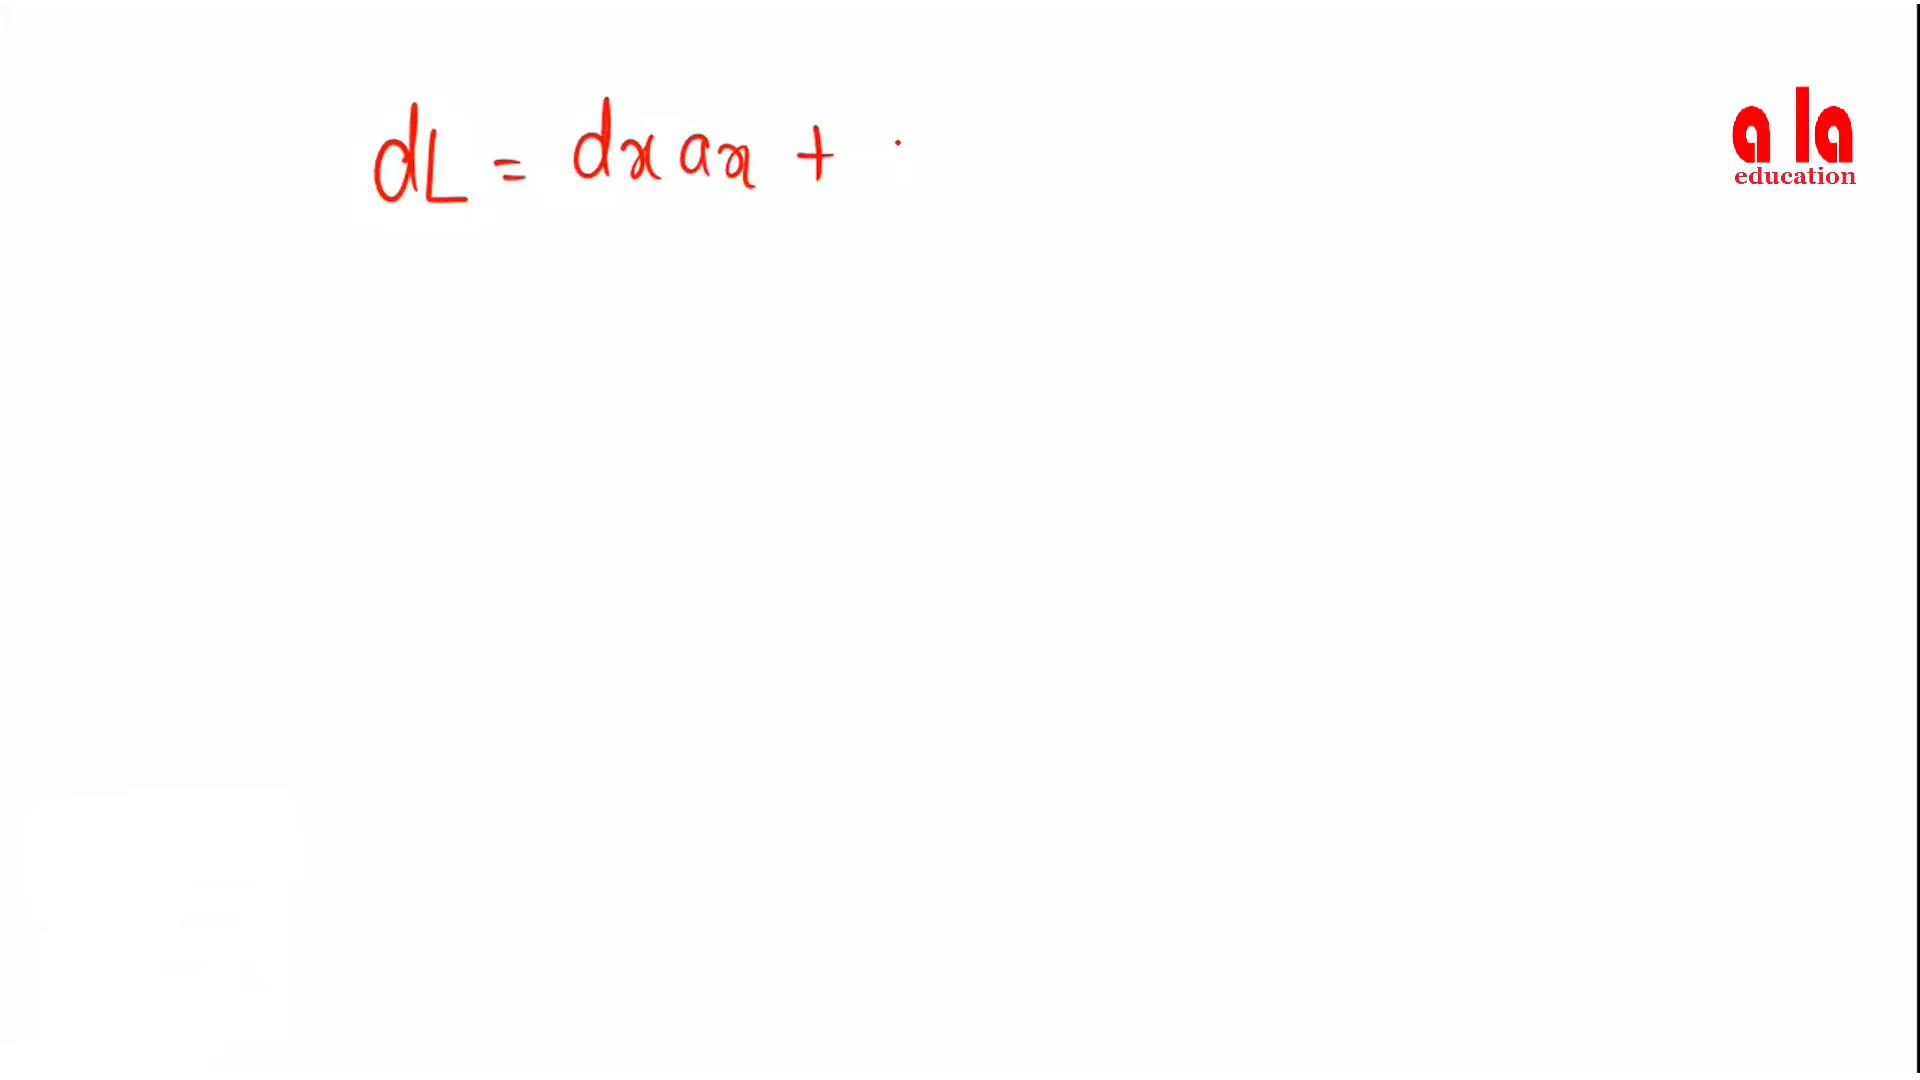 dL = dx ax +
a la
education